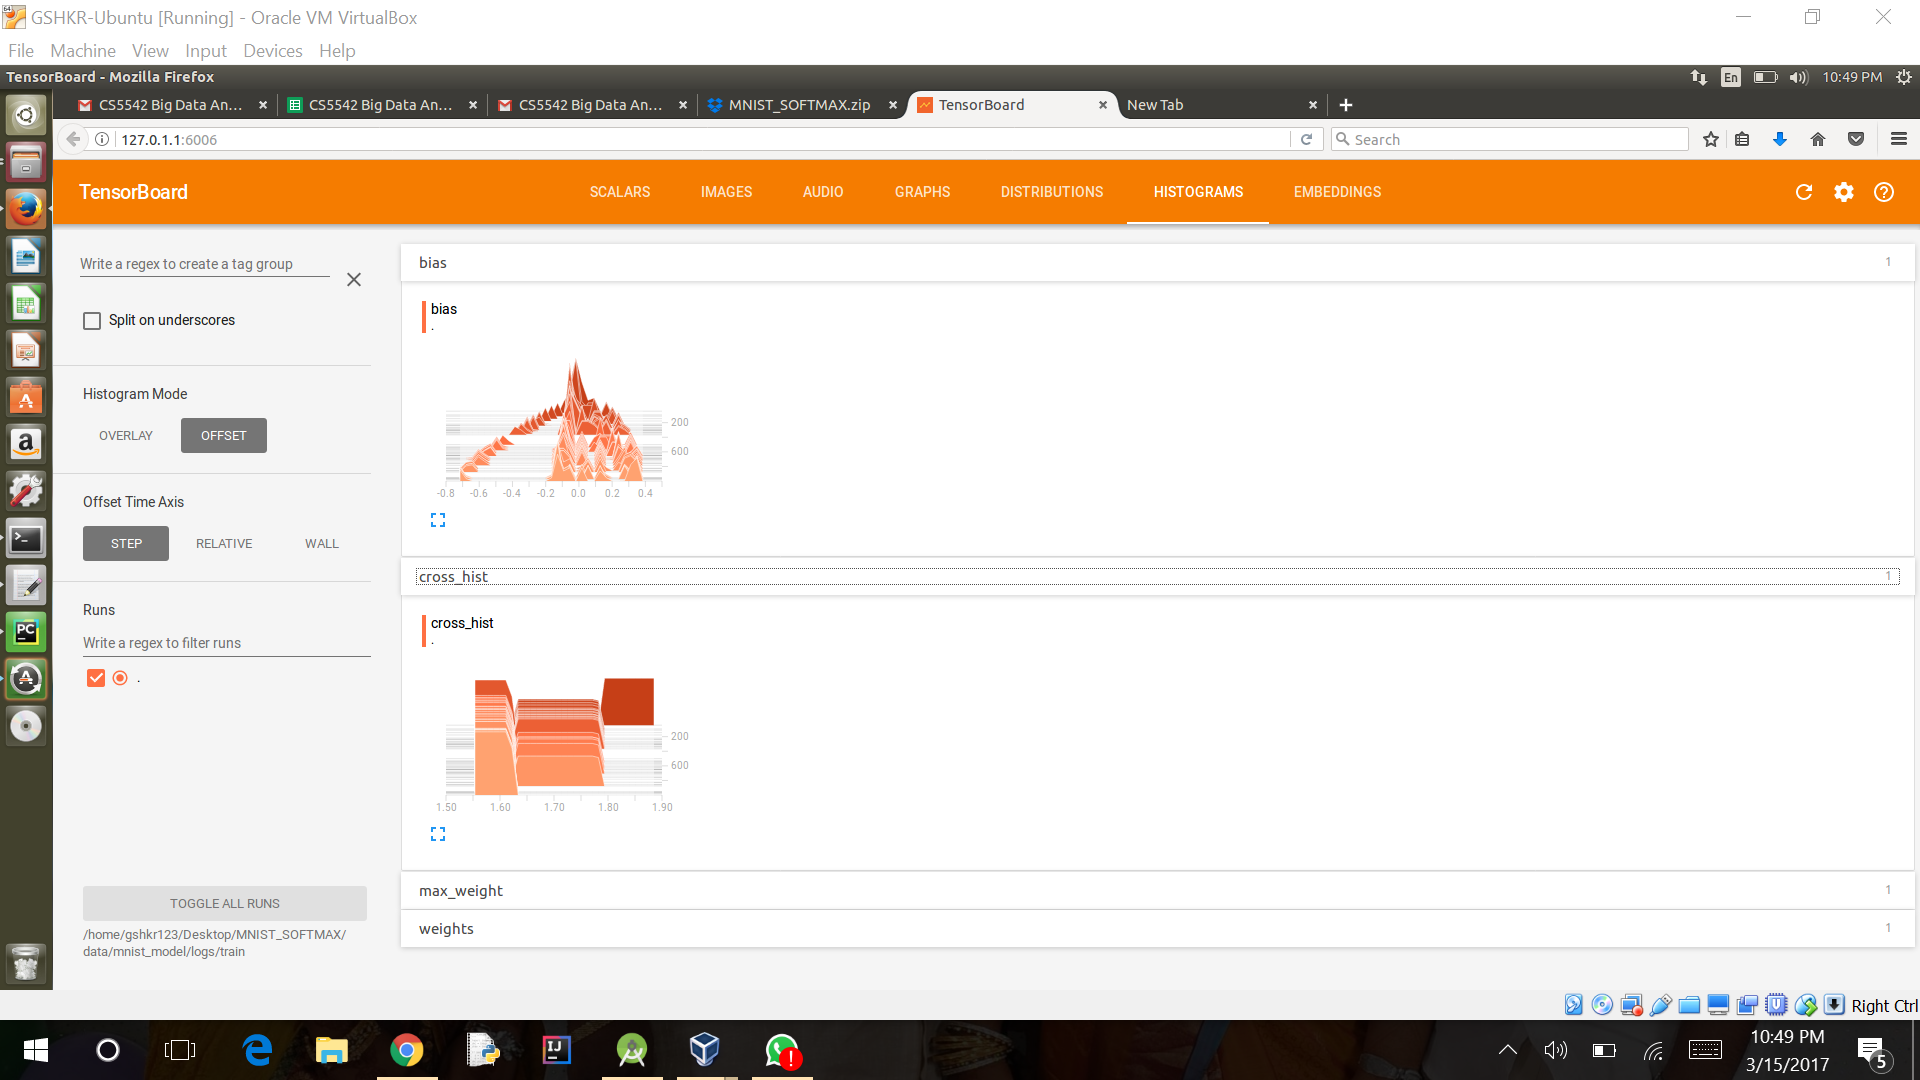 GSHKR-Ubuntu [Running] - Oracle VM VirtualBox
File Machine View Input Devices Help
TensorBoard - Mozilla Firefox
En 10:49 PM
CS5542 Big Data An...
CS5542 Big Data An...
CS5542 Big Data An...
MNIST_SOFTMAX.zip
TensorBoard
New Tab
127.0.1.1:6006
Search
TensorBoard
SCALARS IMAGES AUDIO GRAPHS DISTRIBUTIONS HISTOGRAMS EMBEDDINGS
Write a regex to create a tag group
Split on underscores
Histogram Mode
OVERLAY OFFSET
Offset Time Axis
STEP RELATIVE WALL
Runs
Write a regex to filter runs
.
TOGGLE ALL RUNS
/home/gshkr123/Desktop/MNIST_SOFTMAX/
data/mnist_model/logs/train
bias 1
bias
.
200
600
-0.8 -0.6 -0.4 -0.2 0.0 0.2 0.4
cross_hist 1
cross_hist
.
200
600
1.50 1.60 1.70 1.80 1.90
max_weight 1
weights 1
Right Ctrl
10:49 PM
3/15/2017
5